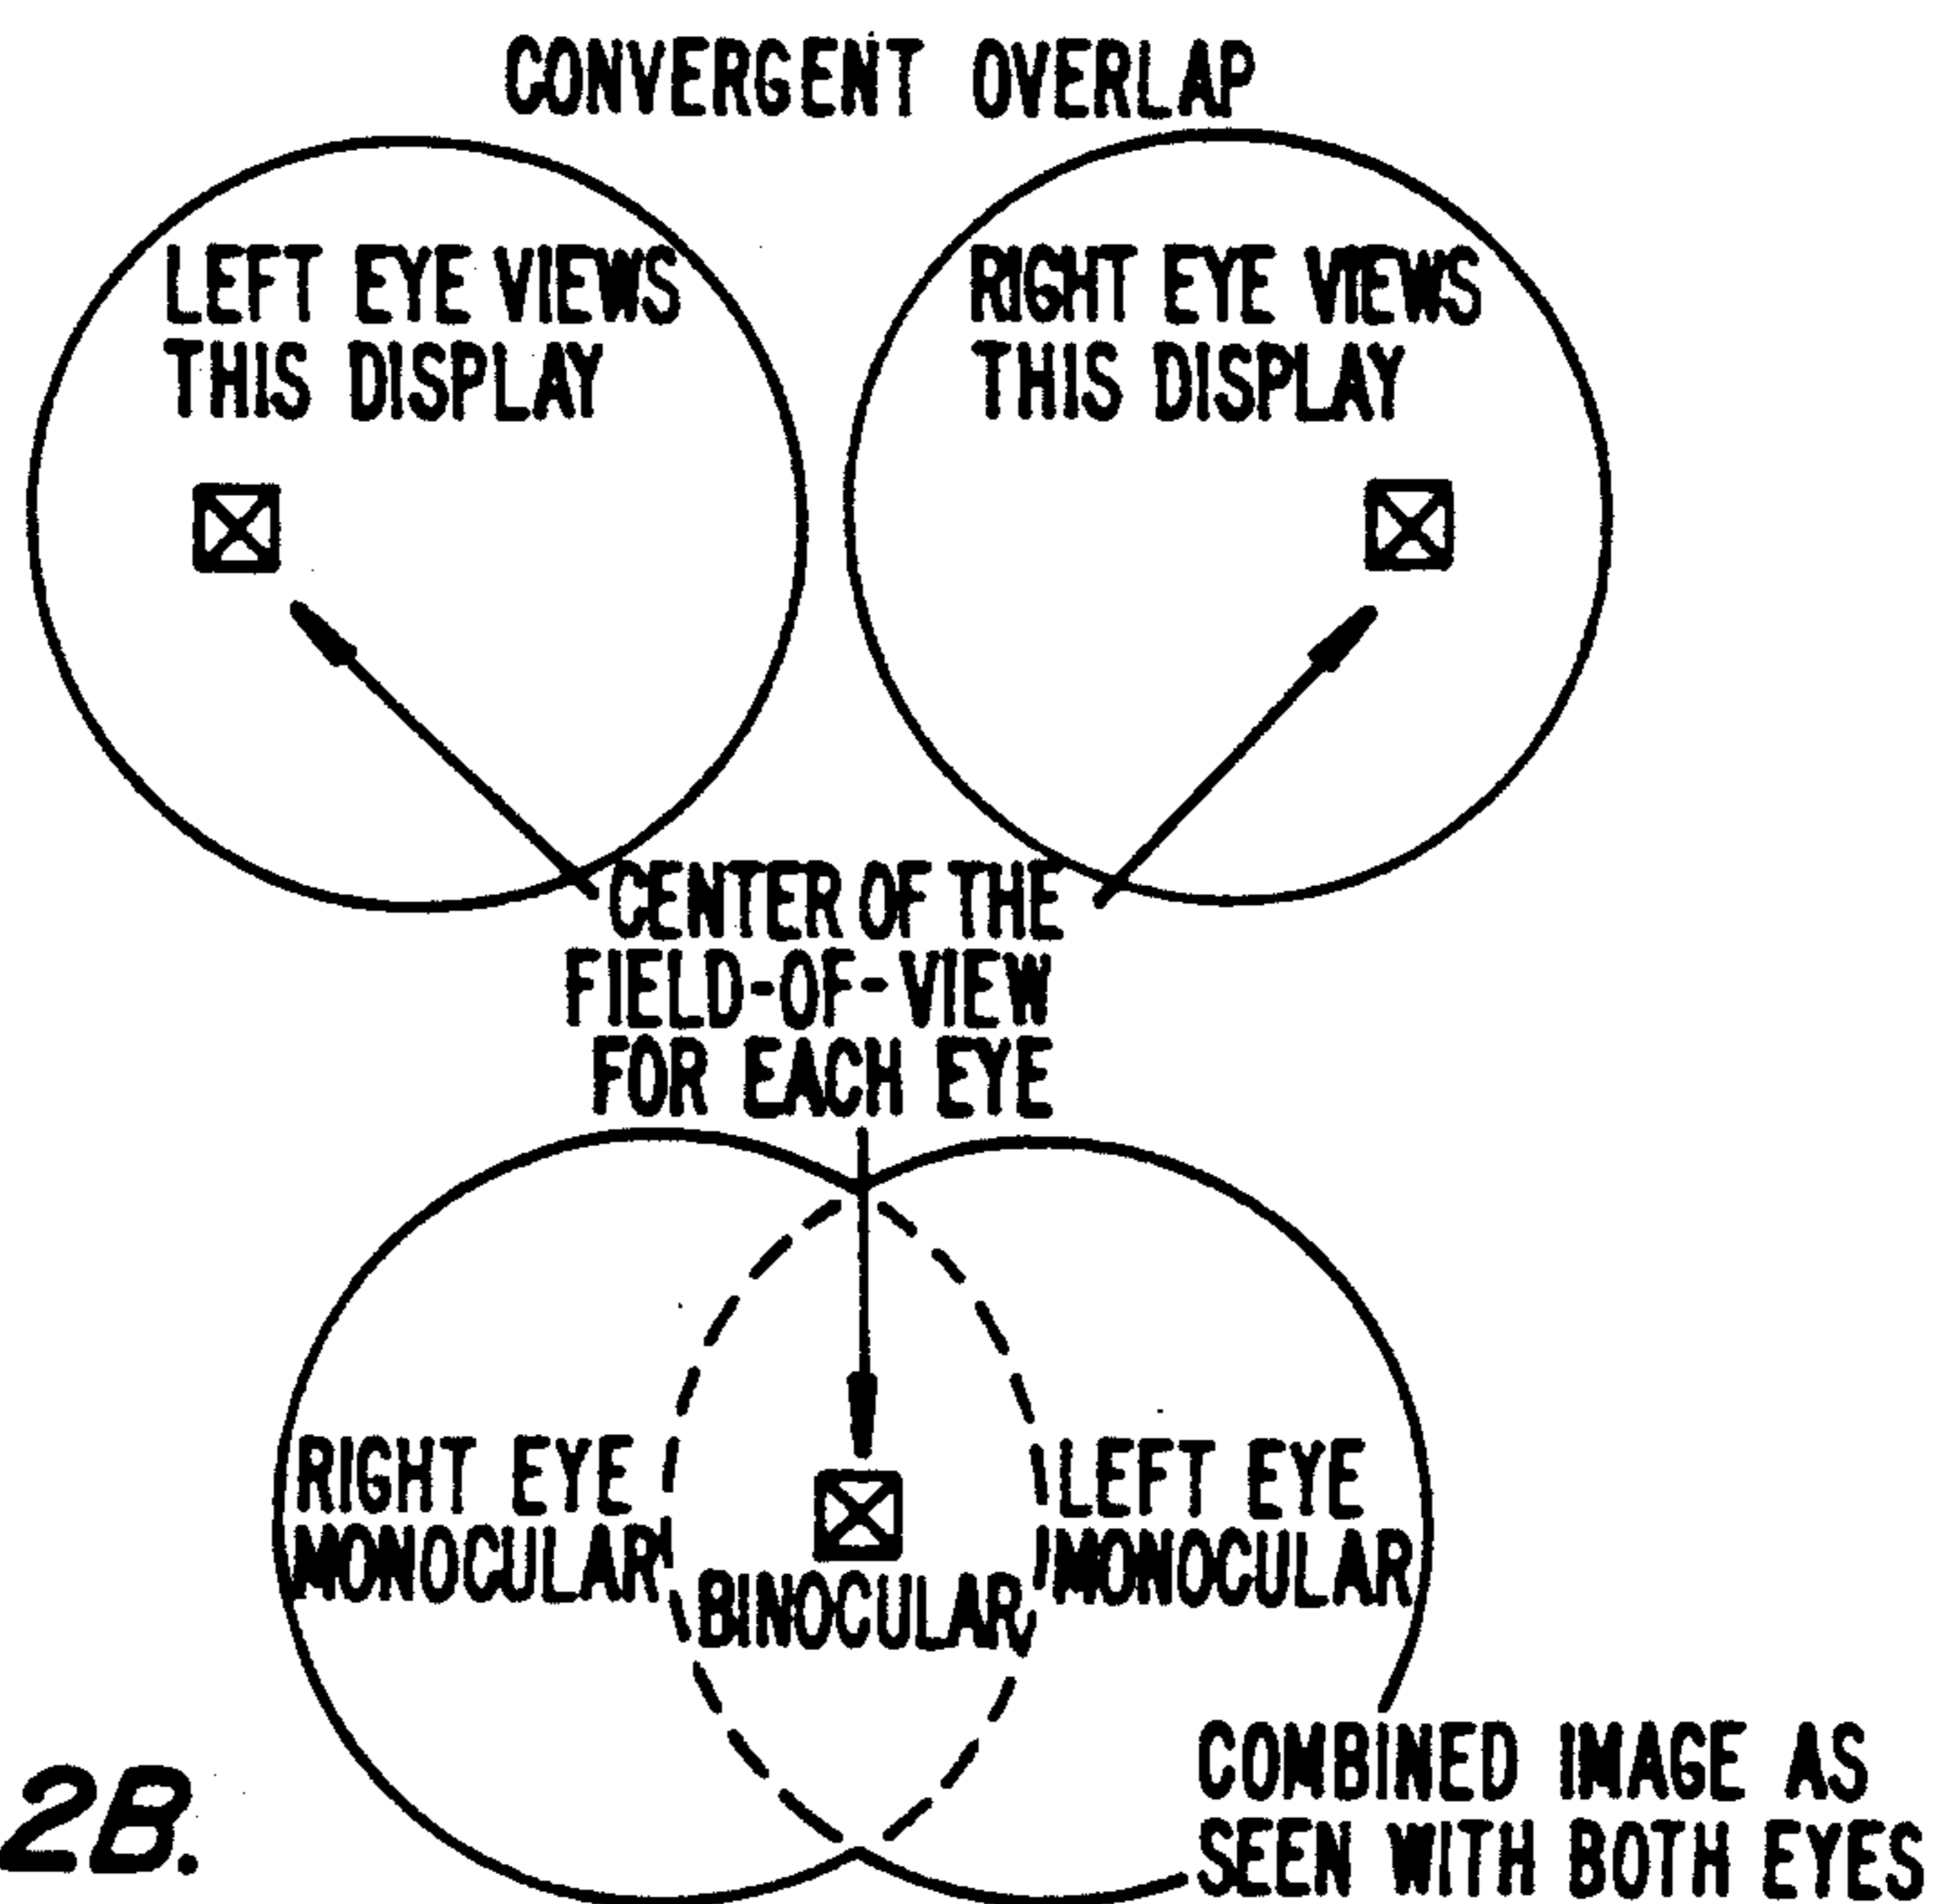 CONVERGENT OVERLAP
LEFT EYE VIEWS
THIS DISPLAY
RIGHT EYE VIEWS
THIS DISPLAY
CENTER OF THE
FIELD-OF-VIEW
FOR EACH EYE
RIGHT EYE
MONOCULAR
BINOCULAR
LEFT EYE
MONOCULAR
COMBINED IMAGE AS
SEEN WITH BOTH EYES
2B.